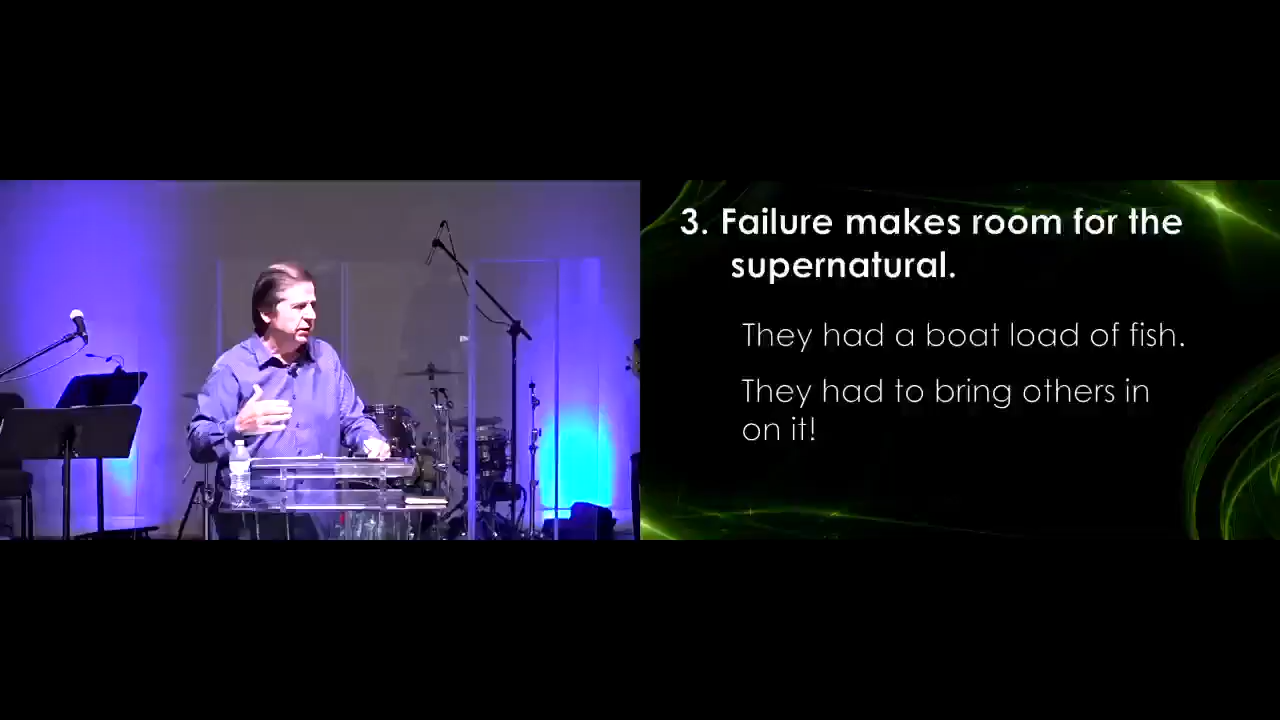 3. Failure makes room for the
supernatural.
They had a boat load of fish.
They had to bring others in
on it!